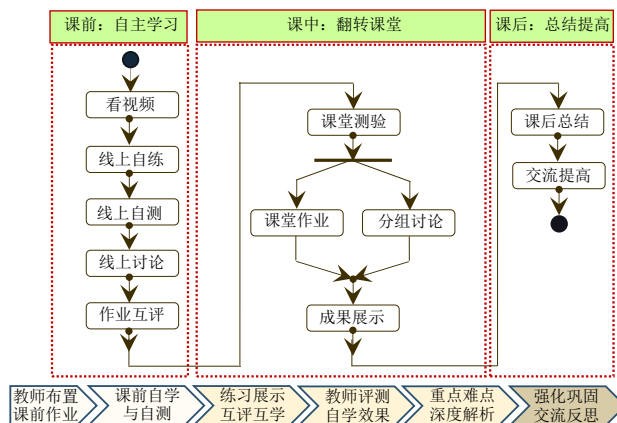 课前：自主学习
课中：翻转课堂
课后：总结提高
看视频
线上自练
线上自测
线上讨论
作业互评
课堂测验
课堂作业
分组讨论
成果展示
课后总结
交流提高
教师布置
课前作业
课前自学
与自测
练习展示
互评互学
教师评测
自学效果
重点难点
深度解析
强化巩固
交流反思